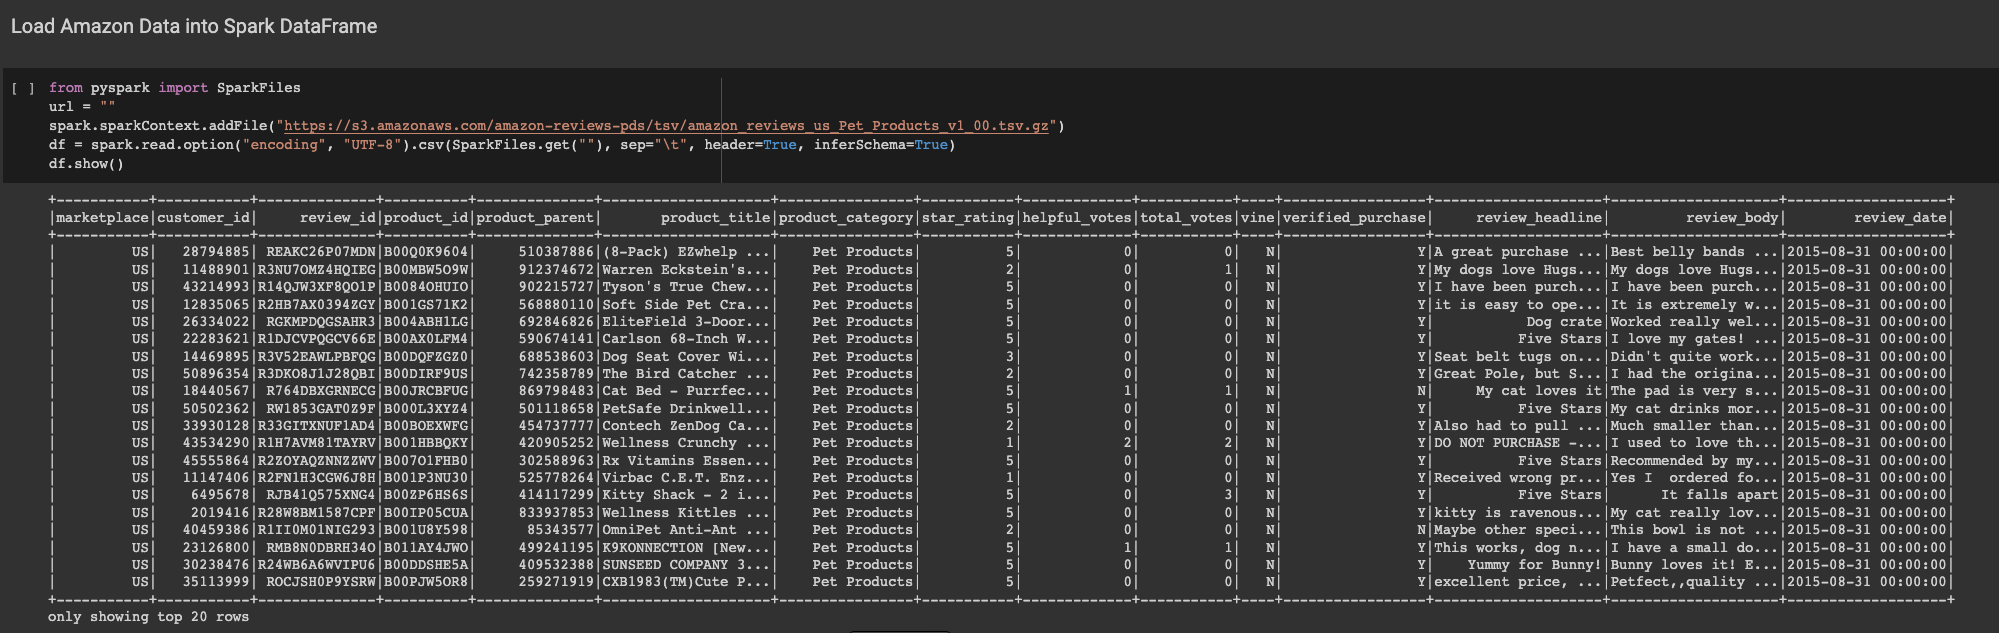 Load Amazon Data into Spark DataFrame
[ ] from pyspark import SparkFiles
url = ""
spark.sparkContext.addFile("https://s3.amazonaws.com/amazon-reviews-pds/tsv/amazon_reviews_us_Pet_Products_v1_00.tsv.gz")
df = spark.read.option("encoding", "UTF-8").csv(SparkFiles.get(""), sep="\t", header=True, inferSchema=True)
df.show()
+-----------+-----------+--------------+----------+--------------+--------------------+----------------+-----------+-------------+-----------+----+-----------------+--------------------+--------------------+-------------------+
|marketplace|customer_id|     review_id|product_id|product_parent|       product_title|product_category|star_rating|helpful_votes|total_votes|vine|verified_purchase|     review_headline|         review_body|        review_date|
+-----------+-----------+--------------+----------+--------------+--------------------+----------------+-----------+-------------+-----------+----+-----------------+--------------------+--------------------+-------------------+
|         US|   28794885| REAKC26P07MDN|B00Q0K9604|     510387886|(8-Pack) EZwhelp ...|    Pet Products|          5|            0|          0|   N|                Y|A great purchase ...|Best belly bands ...|2015-08-31 00:00:00|
|         US|   11488901|R3NU7OMZ4HQIEG|B00MBW5O9W|     912374672|Warren Eckstein's...|    Pet Products|          2|            0|          1|   N|                Y|My dogs love Hugs...|My dogs love Hugs...|2015-08-31 00:00:00|
|         US|   43214993|R14QJW3XF8QO1P|B0084OHUIO|     902215727|Tyson's True Chew...|    Pet Products|          5|            0|          0|   N|                Y|I have been purch...|I have been purch...|2015-08-31 00:00:00|
|         US|   12835065|R2HB7AX0394ZGY|B001GS71K2|     568880110|Soft Side Pet Cra...|    Pet Products|          5|            0|          0|   N|                Y|it is easy to ope...|It is extremely w...|2015-08-31 00:00:00|
|         US|   26334022| RGKMPDQGSAHR3|B004ABH1LG|     692846826|EliteField 3-Door...|    Pet Products|          5|            0|          0|   N|                Y|           Dog crate|Worked really wel...|2015-08-31 00:00:00|
|         US|   22283621|R1DJCVPQGCV66E|B00AX0LFM4|     590674141|Carlson 68-Inch W...|    Pet Products|          5|            0|          0|   N|                Y|          Five Stars|I love my gates! ...|2015-08-31 00:00:00|
|         US|   14469895|R3V52EAWLPBFQG|B00DQFZGZ0|     688538603|Dog Seat Cover Wi...|    Pet Products|          3|            0|          0|   N|                Y|Seat belt tugs on...|Didn't quite work...|2015-08-31 00:00:00|
|         US|   50896354|R3DKO8J1J28QBI|B00DIRF9US|     742358789|The Bird Catcher ...|    Pet Products|          2|            0|          0|   N|                Y|Great Pole, but S...|I had the origina...|2015-08-31 00:00:00|
|         US|   18440567| R764DBXGRNECG|B00JRCBFUG|     869798483|Cat Bed - Purrfec...|    Pet Products|          5|            1|          1|   N|                N|     My cat loves it|The pad is very s...|2015-08-31 00:00:00|
|         US|   50502362| RW1853GAT0Z9F|B000L3XYZ4|     501118658|PetSafe Drinkwell...|    Pet Products|          5|            0|          0|   N|                Y|          Five Stars|My cat drinks mor...|2015-08-31 00:00:00|
|         US|   33930128|R33GITXNUF1AD4|B00BOEXWFG|     454737777|Contech ZenDog Ca...|    Pet Products|          2|            0|          0|   N|                Y|Also had to pull ...|Much smaller than...|2015-08-31 00:00:00|
|         US|   43534290|R1H7AVM81TAYRV|B001HBBQKY|     420905252|Wellness Crunchy ...|    Pet Products|          1|            2|          2|   N|                Y|DO NOT PURCHASE -...|I used to love th...|2015-08-31 00:00:00|
|         US|   45555864|R2ZOYAQZNNZZWV|B007O1FHB0|     302588963|Rx Vitamins Essen...|    Pet Products|          5|            0|          0|   N|                Y|          Five Stars|Recommended by my...|2015-08-31 00:00:00|
|         US|   11147406|R2FN1H3CGW6J8H|B001P3NU30|     525778264|Virbac C.E.T. Enz...|    Pet Products|          1|            0|          0|   N|                Y|Received wrong pr...|Yes I  ordered fo...|2015-08-31 00:00:00|
|         US|    6495678| RJB41Q575XNG4|B00ZP6HS6S|     414117299|Kitty Shack - 2 i...|    Pet Products|          5|            0|          3|   N|                Y|          Five Stars|      It falls apart|2015-08-31 00:00:00|
|         US|    2019416|R28W8BM1587CPF|B00IP05CUA|     833937853|Wellness Kittles ...|    Pet Products|          5|            0|          0|   N|                Y|kitty is ravenous...|My cat really lov...|2015-08-31 00:00:00|
|         US|   40459386|R1II0M01NIG293|B001U8Y598|      85343577|OmniPet Anti-Ant ...|    Pet Products|          2|            0|          0|   N|                N|Maybe other speci...|This bowl is not ...|2015-08-31 00:00:00|
|         US|   23126800| RMB8N0DBRH34O|B011AY4JWO|     499241195|K9KONNECTION [New...|    Pet Products|          5|            1|          1|   N|                Y|This works, dog n...|I have a small do...|2015-08-31 00:00:00|
|         US|   30238476|R24WB6A6WVIPU6|B00DDSHE5A|     409532388|SUNSEED COMPANY 3...|    Pet Products|          5|            0|          0|   N|                Y|    Yummy for Bunny!|Bunny loves it! E...|2015-08-31 00:00:00|
|         US|   35113999| ROCJSH0P9YSRW|B00PJW5OR8|     259271919|CXB1983(TM)Cute P...|    Pet Products|          5|            0|          0|   N|                Y|excellent price, ...|Petfect,,quality ...|2015-08-31 00:00:00|
+-----------+-----------+--------------+----------+--------------+--------------------+----------------+-----------+-------------+-----------+----+-----------------+--------------------+--------------------+-------------------+
only showing top 20 rows